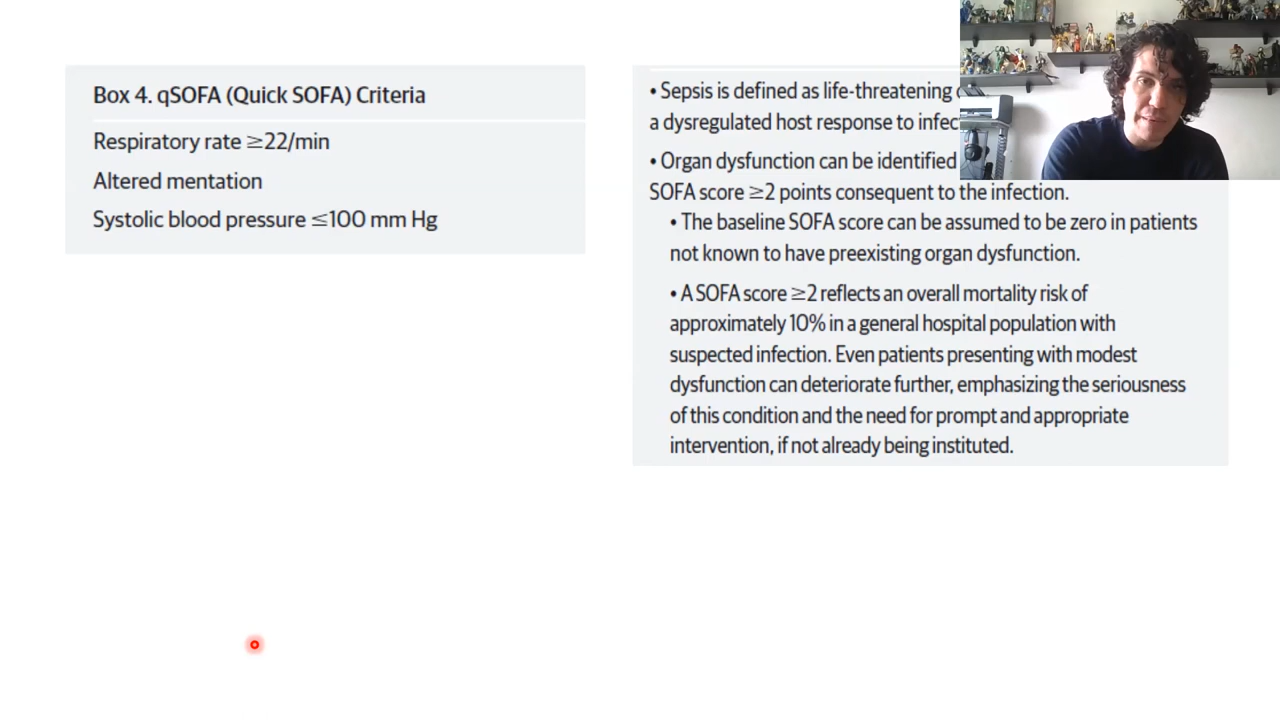 Box 4. qSOFA (Quick SOFA) Criteria
Respiratory rate ≥22/min
Altered mentation
Systolic blood pressure ≤100 mm Hg
• Sepsis is defined as life-threatening
a dysregulated host response to
• Organ dysfunction can be identified
SOFA score ≥2 points consequent to the infection.
• The baseline SOFA score can be assumed to be zero in patients
not known to have preexisting organ dysfunction.
• A SOFA score ≥2 reflects an overall mortality risk of
approximately 10% in a general hospital population with
suspected infection. Even patients presenting with modest
dysfunction can deteriorate further, emphasizing the seriousness
of this condition and the need for prompt and appropriate
intervention, if not already being instituted.